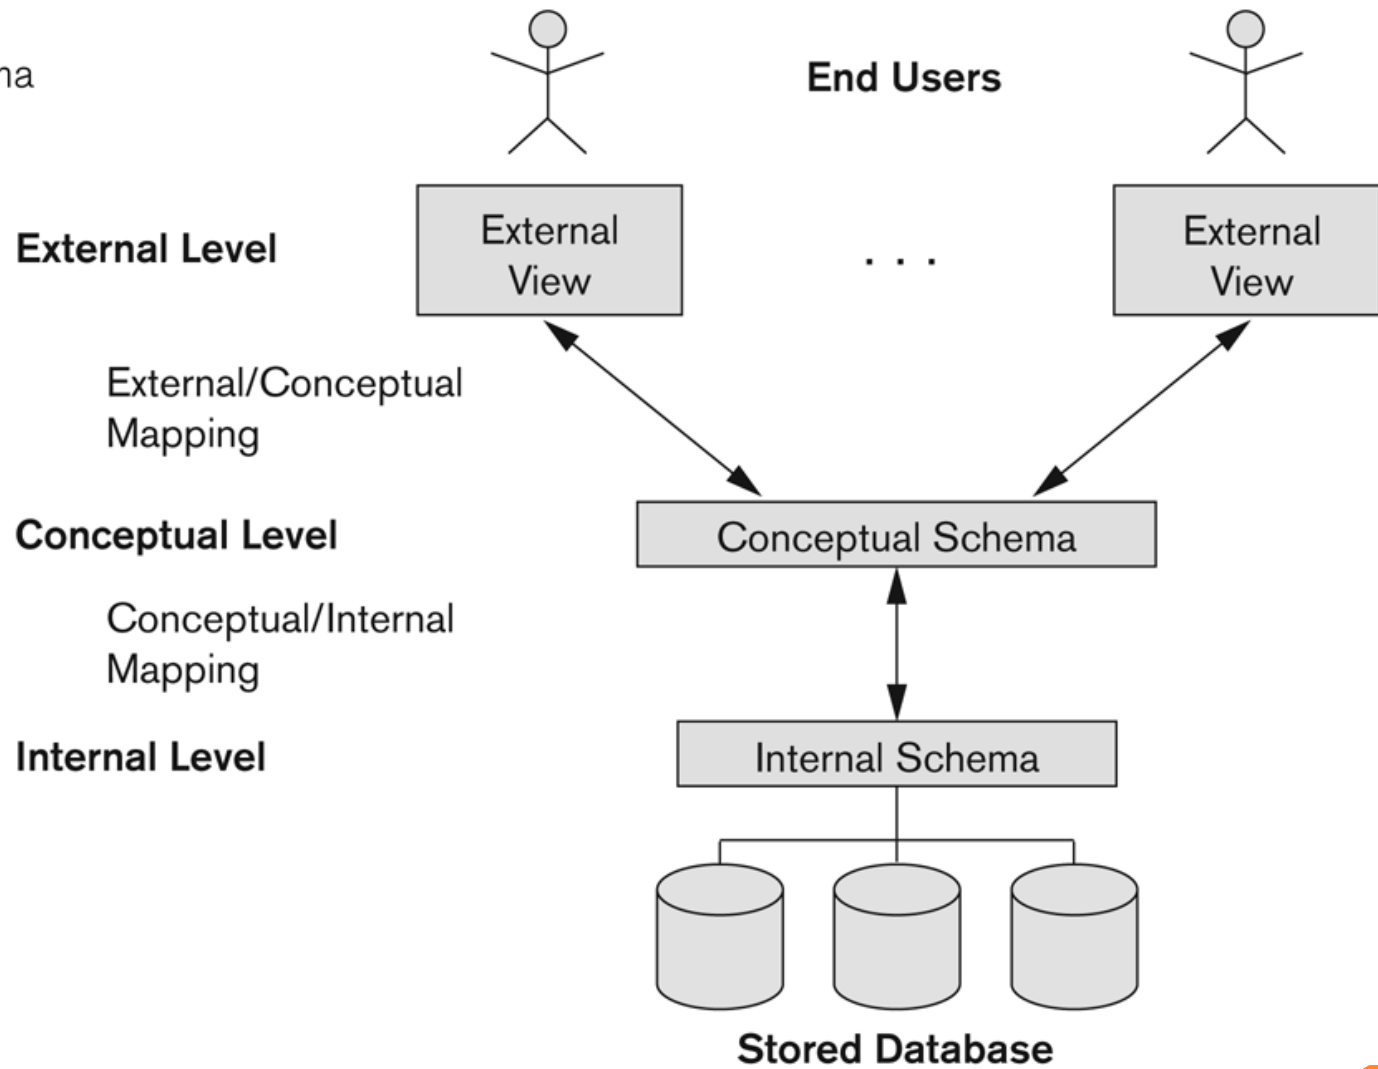 End Users
External
View
External Level
. . .
External
View
External/Conceptual
Mapping
Conceptual Level
Conceptual Schema
Conceptual/Internal
Mapping
Internal Level
Internal Schema
Stored Database